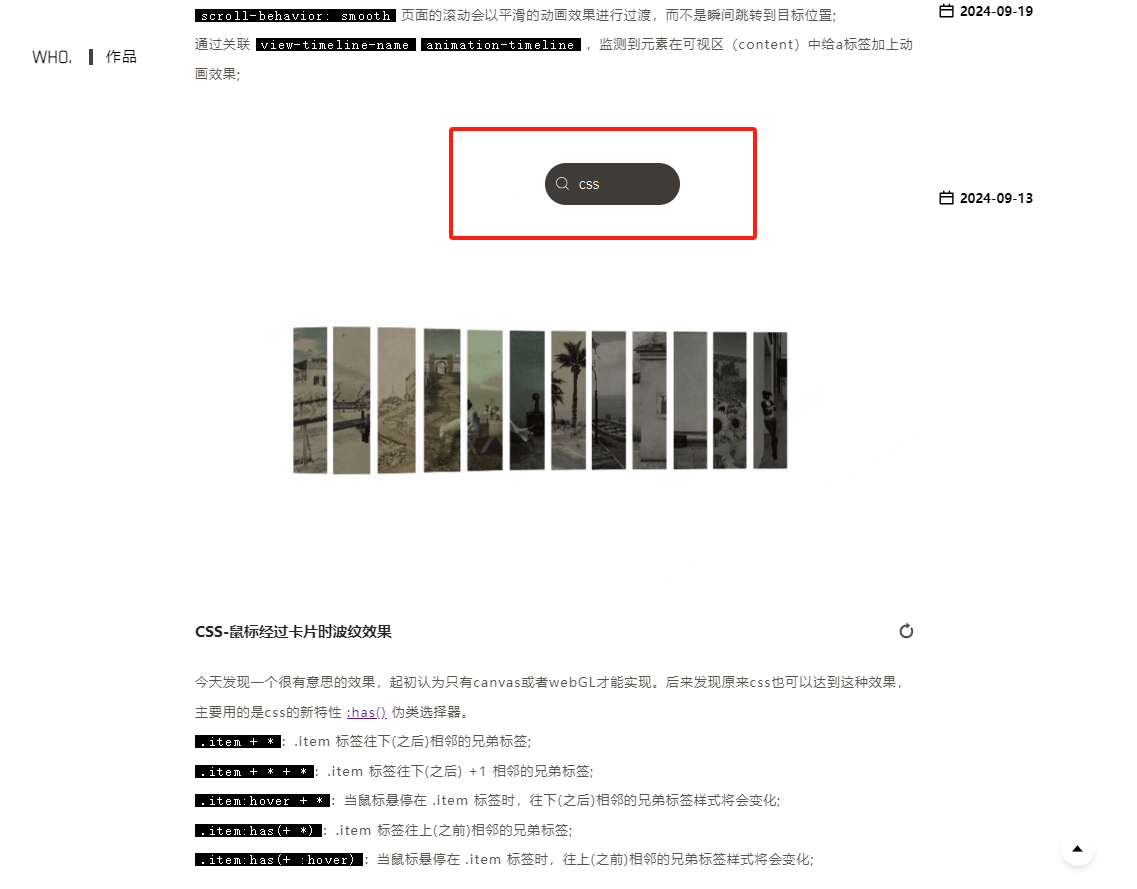 scroll-behavior: smooth 页面的滚动会以平滑的动画效果进行过渡，而不是瞬间跳转到目标位置;
2024-09-19
通过关联 view-timeline-name animation-timeline ，监测到元素在可视区（content）中给a标签加上动
画效果;
WHO.
作品
css
2024-09-13
CSS-鼠标经过卡片时波纹效果
今天发现一个很有意思的效果，起初认为只有canvas或者webGL才能实现。后来发现原来css也可以达到这种效果，
主要用的是css的新特性 :has() 伪类选择器。
.item + * ：.item 标签往下(之后)相邻的兄弟标签;
.item + * + * ：.item 标签往下(之后) +1 相邻的兄弟标签;
.item:hover + * ：当鼠标悬停在 .item 标签时，往下(之后)相邻的兄弟标签样式将会变化;
.item:has(+ *) ：.item 标签往上(之前)相邻的兄弟标签;
.item:has(+ :hover) ：当鼠标悬停在 .item 标签时，往上(之前)相邻的兄弟标签样式将会变化;